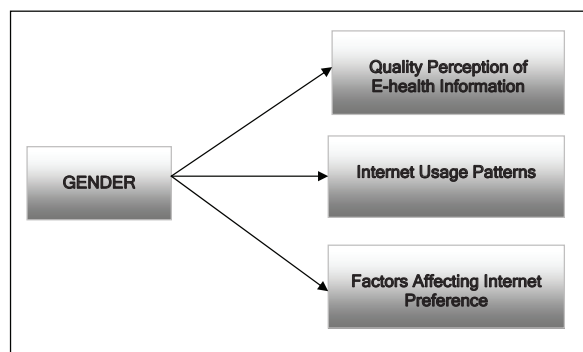 Quality Perception of
E-health Information
GENDER
Internet Usage Patterns
Factors Affecting Internet
Preference